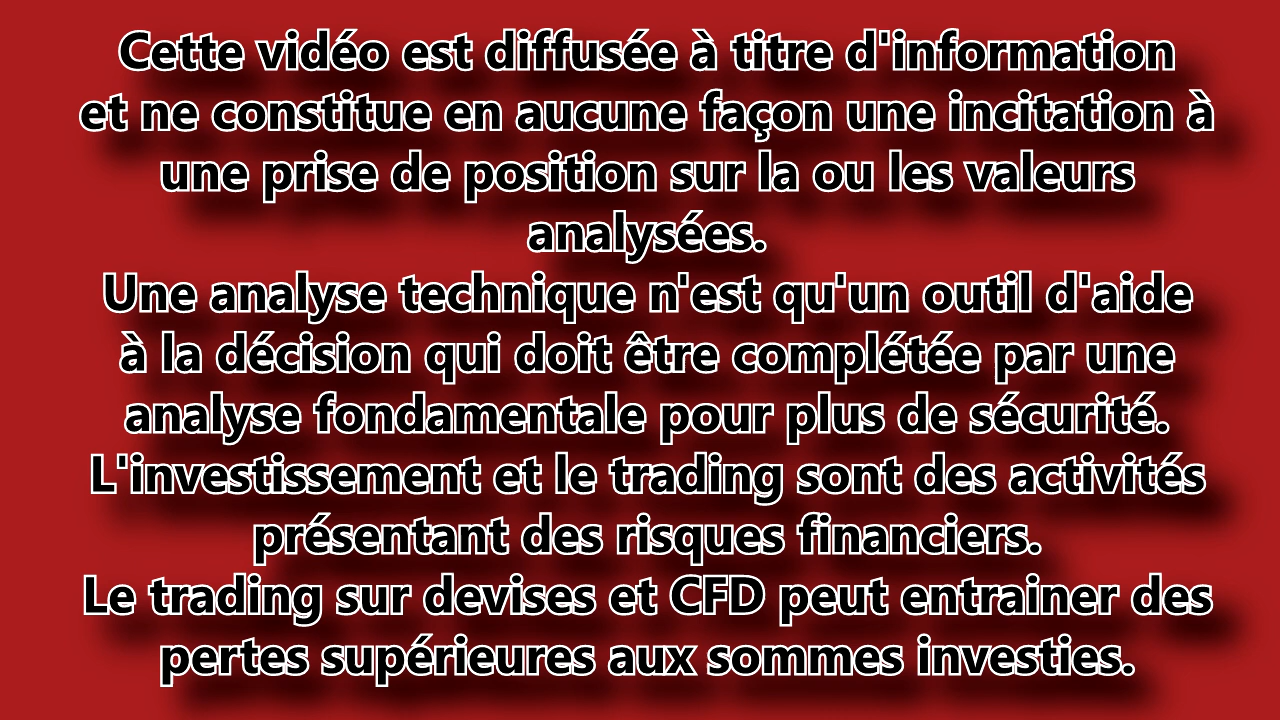 Cette vidéo est diffusée à titre d'information
et ne constitue en aucune façon une incitation à
une prise de position sur la ou les valeurs
analysées.
Une analyse technique n'est qu'un outil d'aide
à la décision qui doit être complétée par une
analyse fondamentale pour plus de sécurité.
L'investissement et le trading sont des activités
présentant des risques financiers.
Le trading sur devises et CFD peut entrainer des
pertes supérieures aux sommes investies.